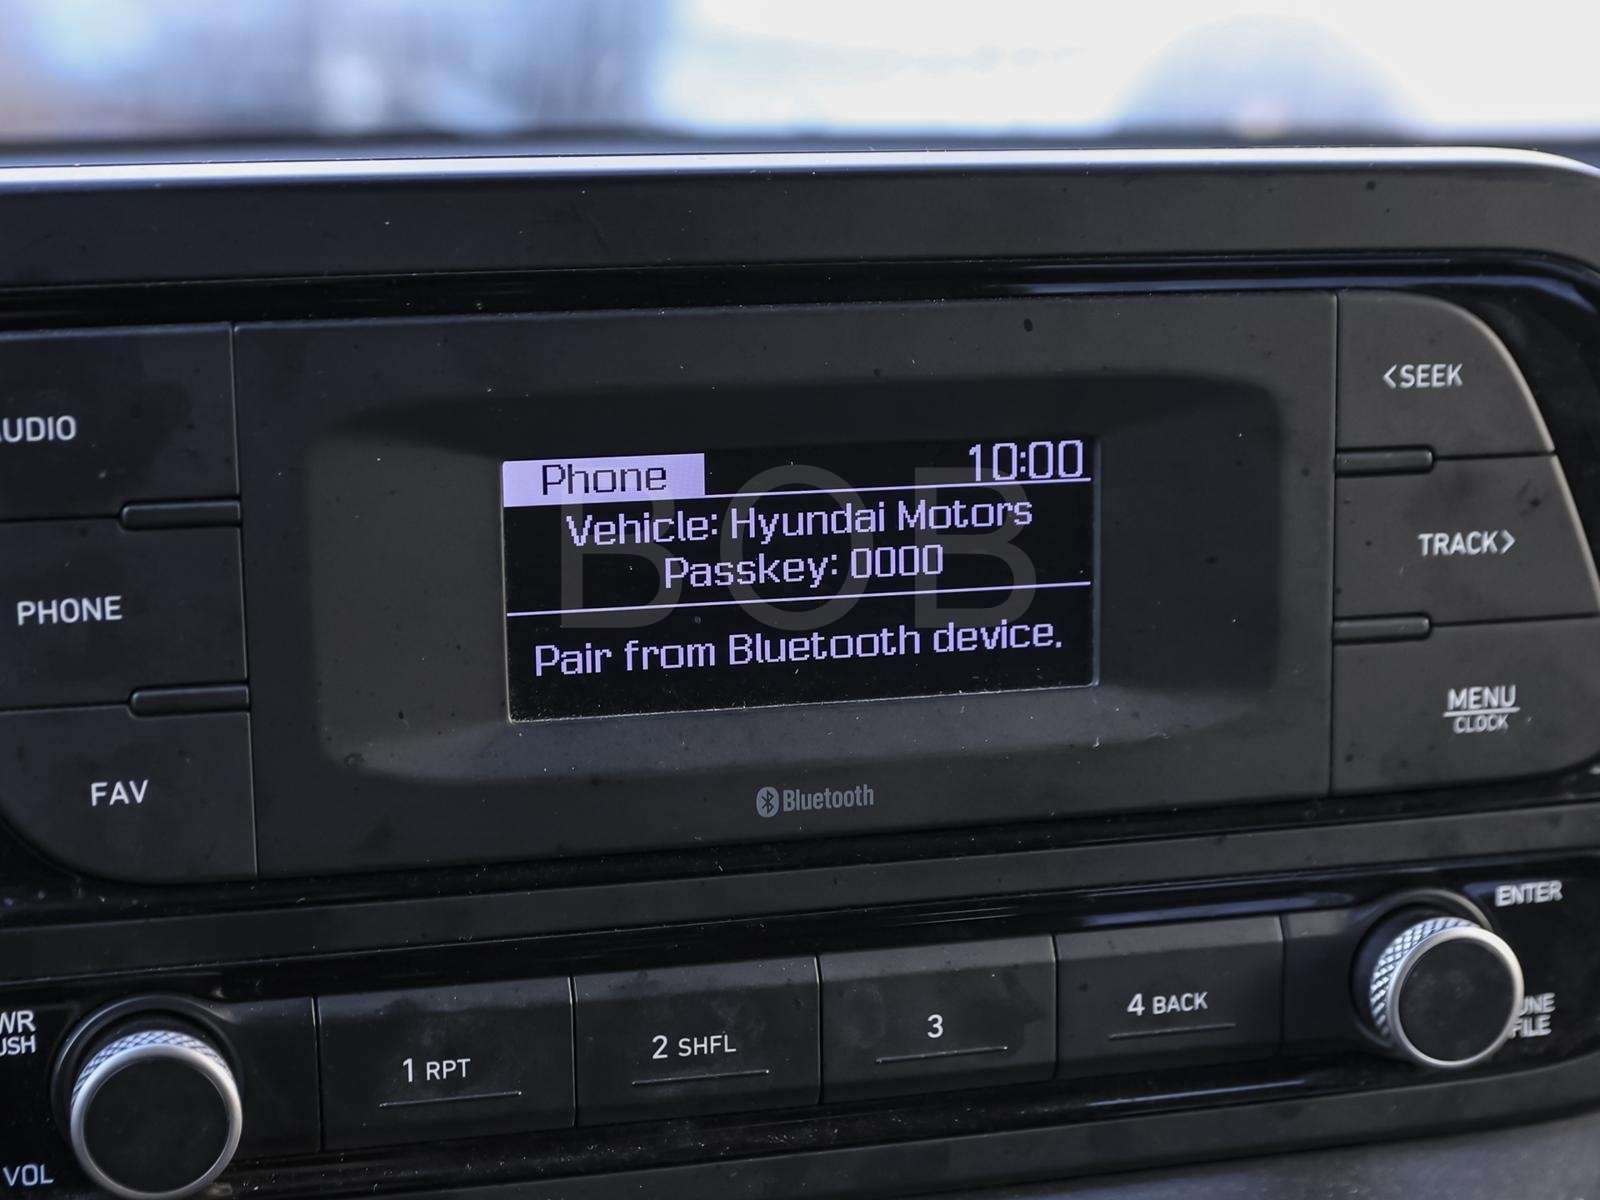 Phone
10:00
Vehicle: Hyundai Motors
Passkey: 0000
Pair from Bluetooth device.
BOB
Bluetooth
PHONE
FAV
<SEEK
TRACK>
MENU
CLOCK
ENTER
1 RPT
2 SHFL
3
4 BACK
VOL